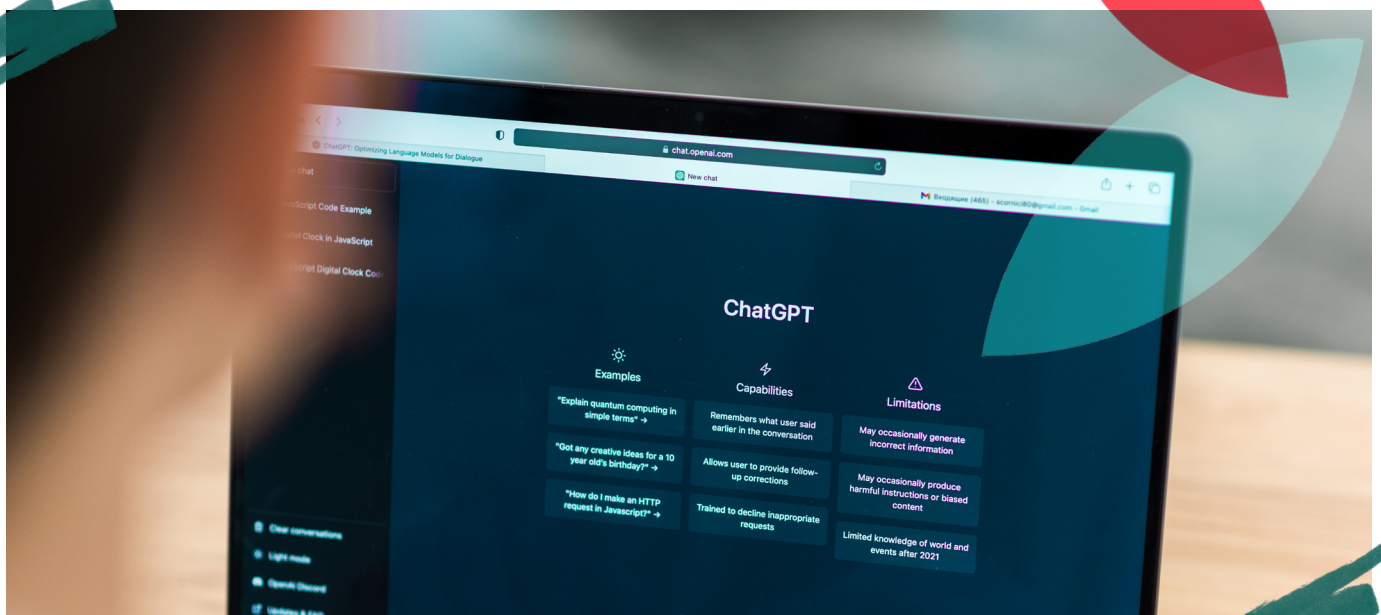 chat.openai.com
ChatGPT: Optimizing Language Models for Dialogue
New chat
Входящие (465) - scornici80@gmail.com - Gmail
chat
Script Code Example
Clock in JavaScript
Script Digital Clock Cod
ChatGPT
Examples
"Explain quantum computing in
simple terms" →
"Got any creative ideas for a 10
year old's birthday?" →
"How do I make an HTTP
request in Javascript?" →
Capabilities
Remembers what user said
earlier in the conversation
Allows user to provide follow-
up corrections
Trained to decline inappropriate
requests
Limitations
May occasionally generate
incorrect information
May occasionally produce
harmful instructions or biased
content
Limited knowledge of world and
events after 2021
Clear conversations
Light mode
OpenAI Discord
Updates & FAQ